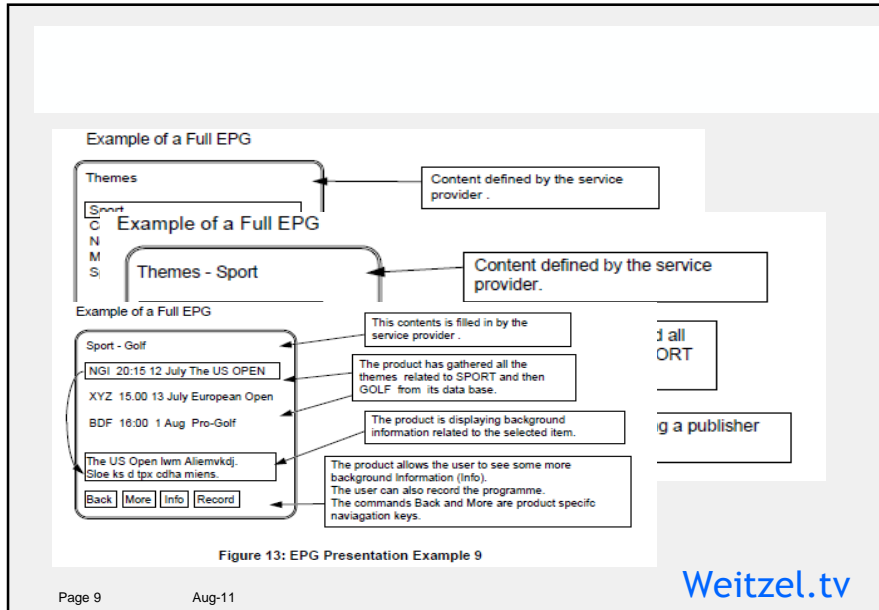 Example of a Full EPG
Themes
Content defined by the service
provider .
Sport
C
N
M
S
Example of a Full EPG
Themes - Sport
Content defined by the service
provider.
d all
ORT
g a publisher
Example of a Full EPG
Sport - Golf
This contents is filled in by the
service provider .
NGI 20:15 12 July The US OPEN
XYZ 15.00 13 July European Open
BDF 16:00 1 Aug Pro-Golf
The product has gathered all the
themes related to SPORT and then
GOLF from its data base.
The product is displaying background
information related to the selected item.
The US Open lwm Aliemvkdj.
Sloe ks d tpx cdha miens.
Back More Info Record
The product allows the user to see some more
background Information (Info).
The user can also record the programme.
The commands Back and More are product specifc
naviagation keys.
Figure 13: EPG Presentation Example 9
Page 9 Aug-11
Weitzel.tv